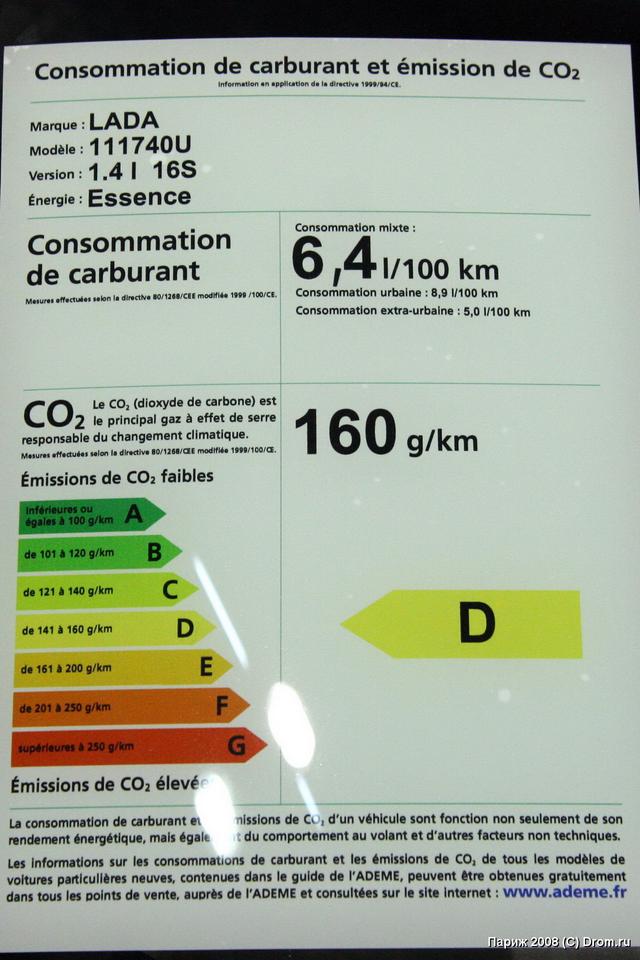 Consommation de carburant et émission de CO₂
Information en application de la directive 1999/94/CE.
Marque : LADA
Modèle : 111740U
Version : 1.4 l 16S
Énergie : Essence
Consommation
de carburant
Mesures effectuées selon la directive 80/1268/CEE modifiée 1999 /100/CE.
Consommation mixte :
6,4 l/100 km
Consommation urbaine : 8,9 l/100 km
Consommation extra-urbaine : 5,0 l/100 km
CO₂ Le CO₂ (dioxyde de carbone) est
le principal gaz à effet de serre
responsable du changement climatique.
Mesures effectuées selon la directive 80/1268/CEE modifiée 1999/100/CE.
160 g/km
Émissions de CO₂ faibles
Inférieures ou
égales à 100 g/km A
de 101 à 120 g/km B
de 121 à 140 g/km C
de 141 à 160 g/km D
de 161 à 200 g/km E
de 201 à 250 g/km F
supérieures à 250 g/km G
D
Émissions de CO₂ élevée
La consommation de carburant et missions de CO₂ d'un véhicule sont fonction non seulement de son
rendement énergétique, mais égale t du comportement au volant et d'autres facteurs non techniques.
Les informations sur les consommations de carburant et les émissions de CO₂ de tous les modèles de
voitures particulières neuves, contenues dans le guide de l'ADEME, peuvent être obtenues gratuitement
dans tous les points de vente, auprès de l'ADEME et consultées sur le site internet : www.ademe.fr
Париж 2008 (C) Drom.ru